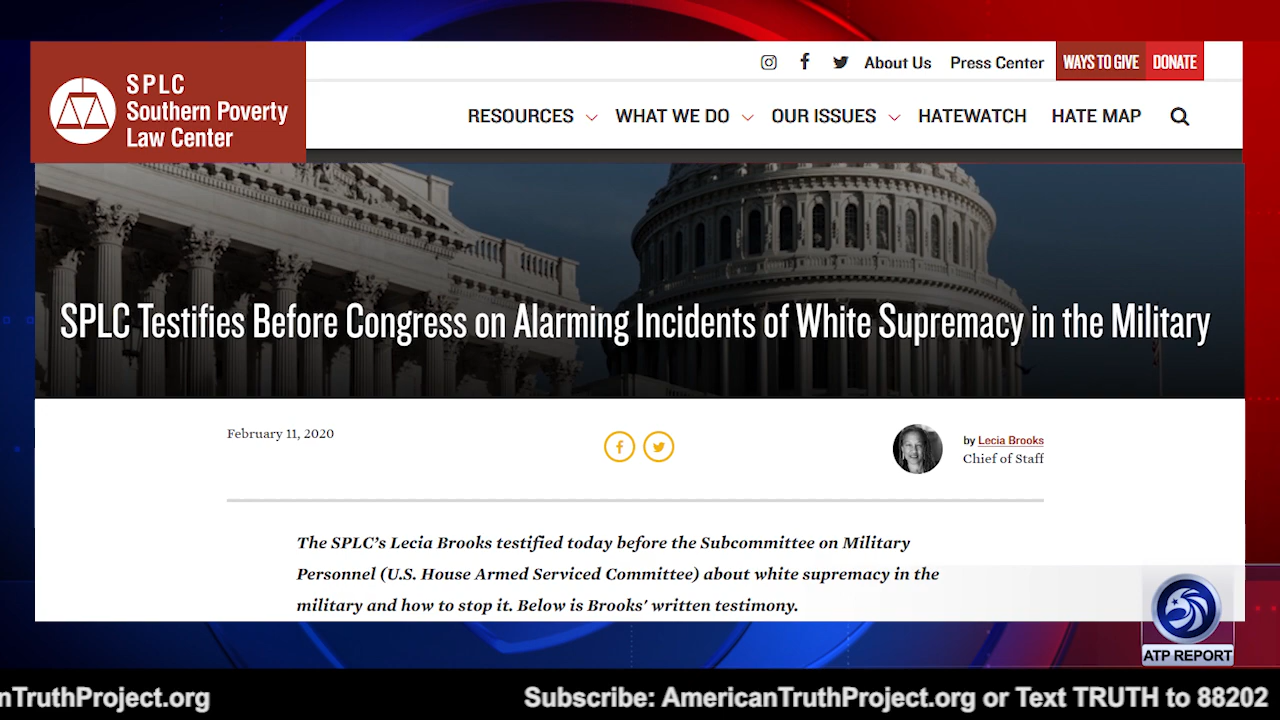 SPLC
Southern Poverty
Law Center
About Us
Press Center
WAYS TO GIVE
DONATE
RESOURCES
WHAT WE DO
OUR ISSUES
HATEWATCH
HATE MAP
SPLC Testifies Before Congress on Alarming Incidents of White Supremacy in the Military
February 11, 2020
by Lecia Brooks
Chief of Staff
The SPLC's Lecia Brooks testified today before the Subcommittee on Military
Personnel (U.S. House Armed Serviced Committee) about white supremacy in the
military and how to stop it. Below is Brooks' written testimony.
ATP REPORT
nTruthProject.org
Subscribe: AmericanTruthProject.org or Text TRUTH to 88202